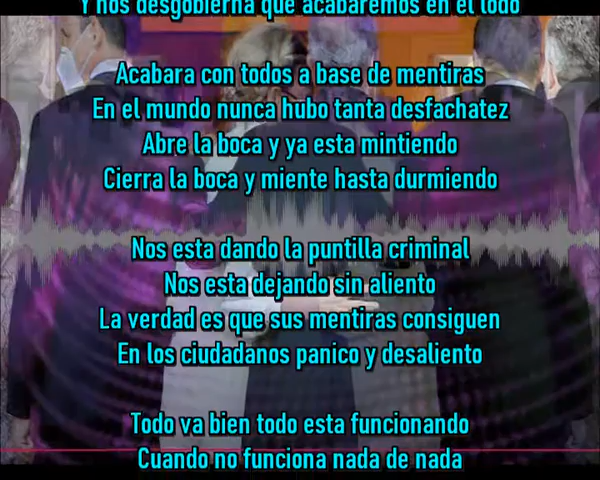 Y nos desgobierna que acabaremos en el lodo
Acabara con todos a base de mentiras
En el mundo nunca hubo tanta desfachatez
Abre la boca y ya esta mintiendo
Cierra la boca y miente hasta durmiendo
Nos esta dando la puntilla criminal
Nos esta dejando sin aliento
La verdad es que sus mentiras consiguen
En los ciudadanos panico y desaliento
Todo va bien todo esta funcionando
Cuando no funciona nada de nada